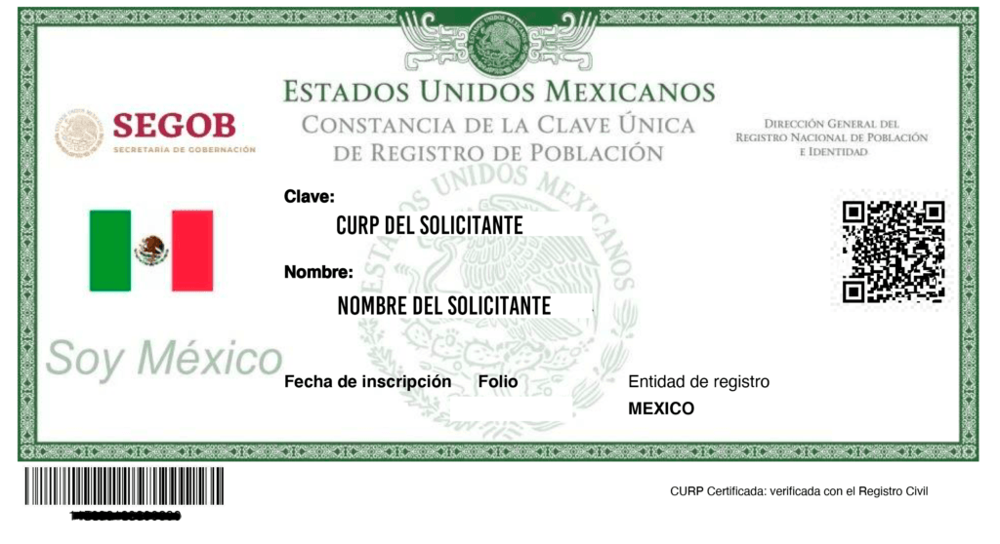 ESTADOS UNIDOS MEXICANOS
CONSTANCIA DE LA CLAVE ÚNICA
DE REGISTRO DE POBLACIÓN
SEGOB
SECRETARÍA DE GOBERNACIÓN
DIRECCIÓN GENERAL DEL
REGISTRO NACIONAL DE POBLACIÓN
E IDENTIDAD
Clave:
CURP DEL SOLICITANTE
Nombre:
NOMBRE DEL SOLICITANTE
Soy México
Fecha de inscripción Folio Entidad de registro
MEXICO
CURP Certificada: verificada con el Registro Civil